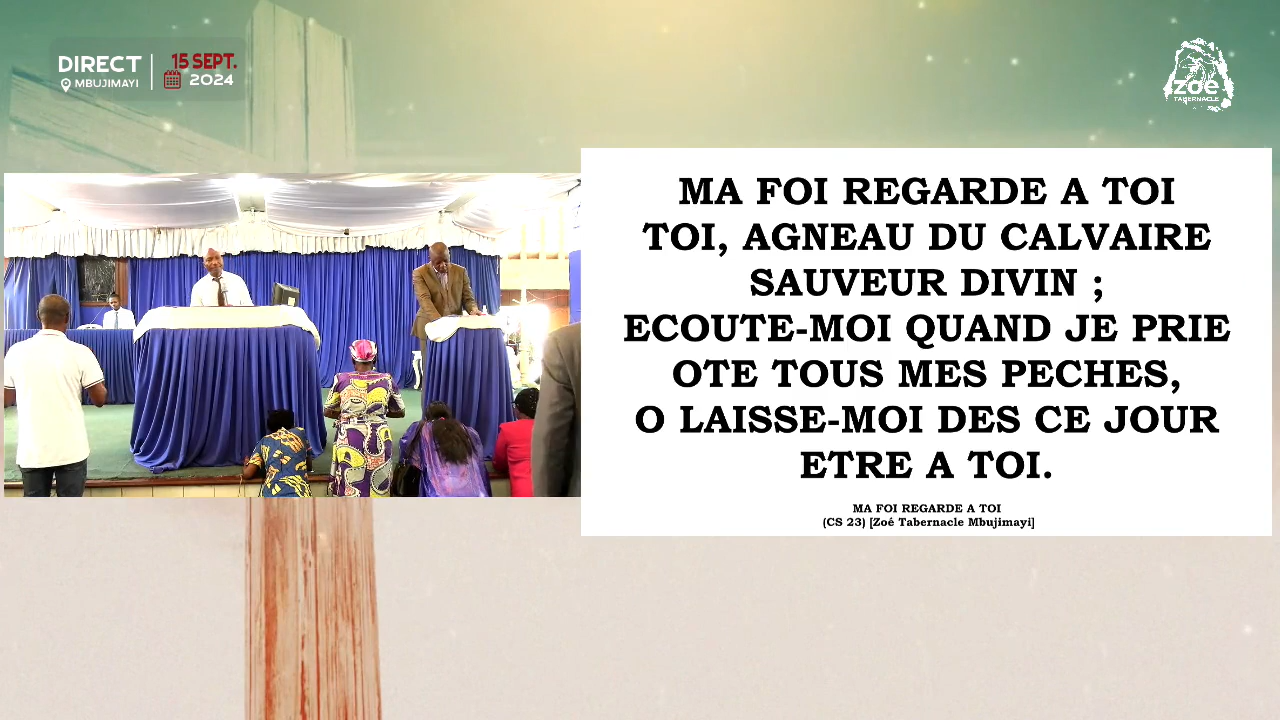 DIRECT
MBUJIMAYI
15 SEPT.
2024
zoe
TABERNACLE
MA FOI REGARDE A TOI
TOI, AGNEAU DU CALVAIRE
SAUVEUR DIVIN ;
ECOUTE-MOI QUAND JE PRIE
OTE TOUS MES PECHES,
O LAISSE-MOI DES CE JOUR
ETRE A TOI.
MA FOI REGARDE A TOI
(CS 23) [Zoé Tabernacle Mbujimayi]